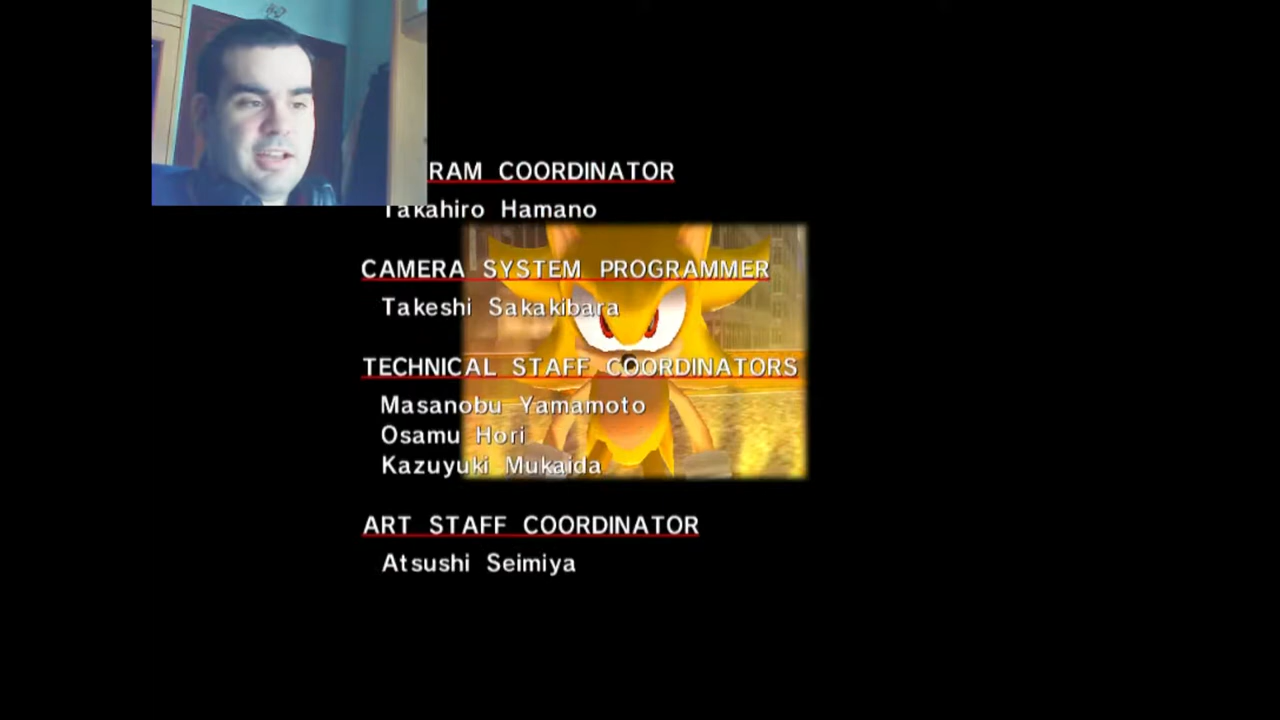 RAM COORDINATOR
Takahiro Hamano
CAMERA SYSTEM PROGRAMMER
Takeshi Sakakibara
TECHNICAL STAFF COORDINATORS
Masanobu Yamamoto
Osamu Hori
Kazuyuki Mukaida
ART STAFF COORDINATOR
Atsushi Seimiya